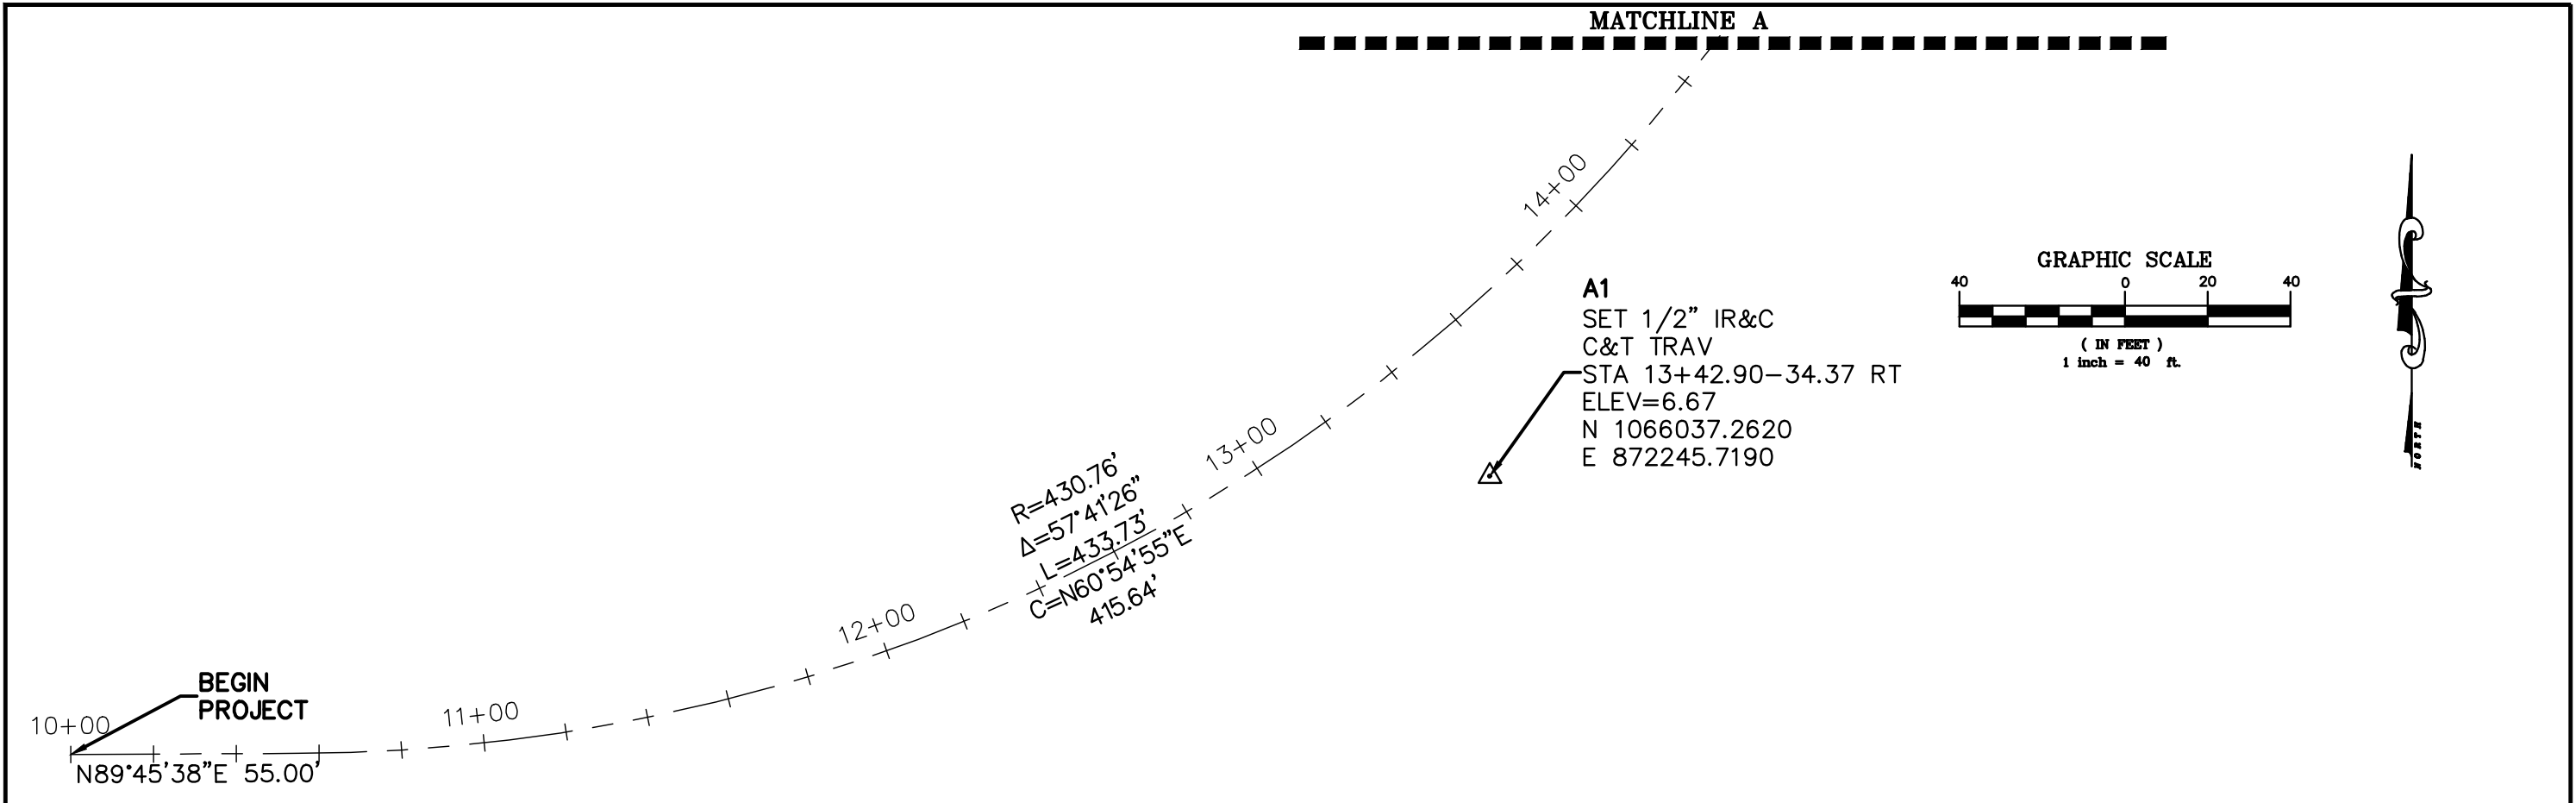 MATCHLINE A
14+00
A1
SET 1/2" IR&C
C&T TRAV
STA 13+42.90-34.37 RT
ELEV=6.67
N 1066037.2620
E 872245.7190
GRAPHIC SCALE
40 0 20 40
( IN FEET )
1 inch = 40 ft.
NORTH
13+00
R=430.76'
Δ=57°41'26"
L=433.73'
C=N60°54'55"E
415.64'
12+00
BEGIN
PROJECT
10+00
11+00
N89°45'38"E 55.00'